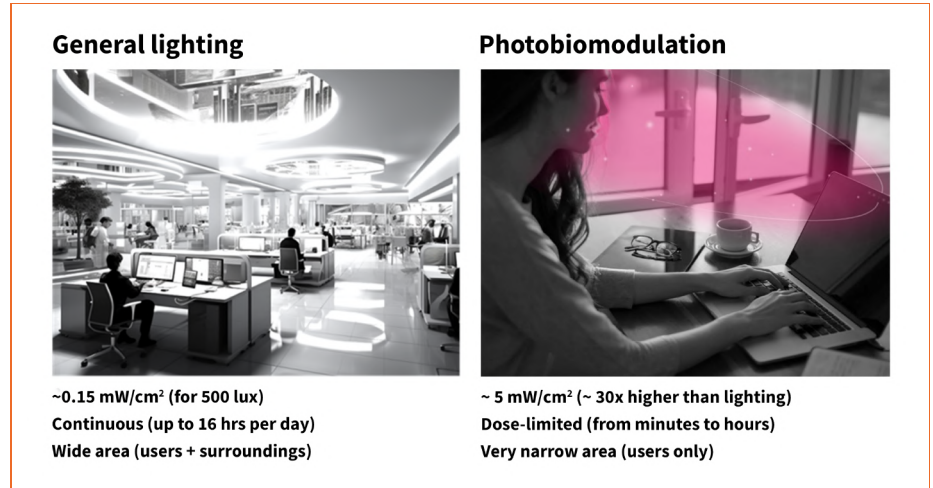 General lighting
~0.15 mW/cm² (for 500 lux)
Continuous (up to 16 hrs per day)
Wide area (users + surroundings)
Photobiomodulation
~ 5 mW/cm² (~ 30x higher than lighting)
Dose-limited (from minutes to hours)
Very narrow area (users only)